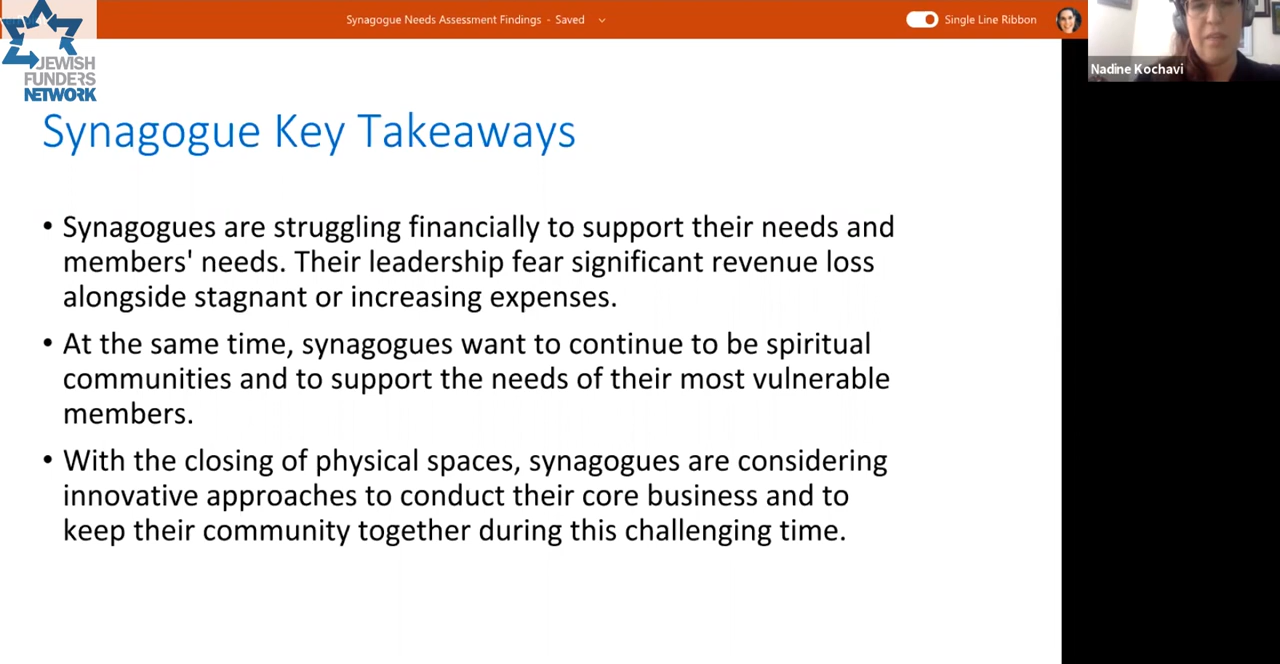 Synagogue Needs Assessment Findings - Saved
Single Line Ribbon
JEWISH
FUNDERS
NETWORK
Nadine Kochavi
Synagogue Key Takeaways
• Synagogues are struggling financially to support their needs and
members' needs. Their leadership fear significant revenue loss
alongside stagnant or increasing expenses.
• At the same time, synagogues want to continue to be spiritual
communities and to support the needs of their most vulnerable
members.
• With the closing of physical spaces, synagogues are considering
innovative approaches to conduct their core business and to
keep their community together during this challenging time.